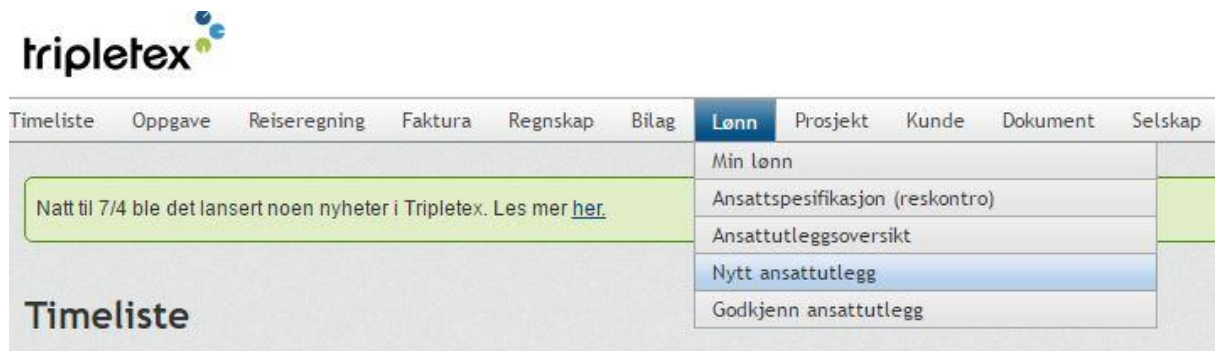 tripletex
Timeliste Oppgave Reiseregning Faktura Regnskap Bilag Lønn Prosjekt Kunde Dokument Selskap
Min lønn
Ansattspesifikasjon (reskontro)
Ansattutleggsoversikt
Nytt ansattutlegg
Godkjenn ansattutlegg
Natt til 7/4 ble det lansert noen nyheter i Tripletex. Les mer her.
Timeliste